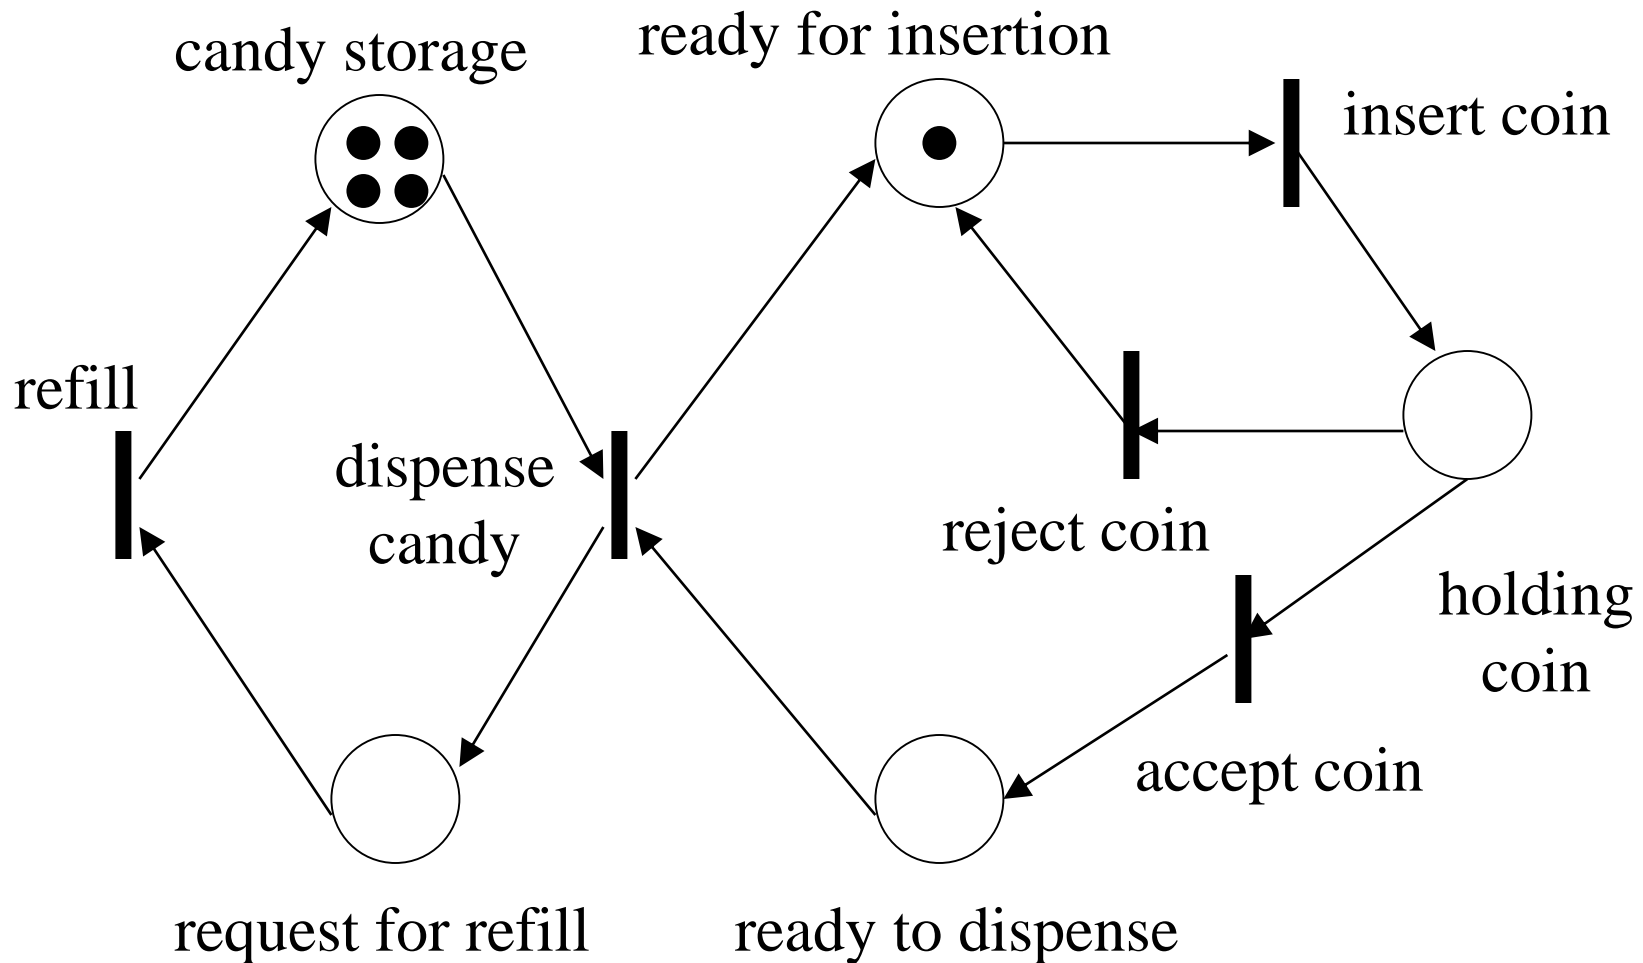 candy storage
ready for insertion
insert coin
refill
dispense
candy
reject coin
holding
coin
accept coin
request for refill
ready to dispense